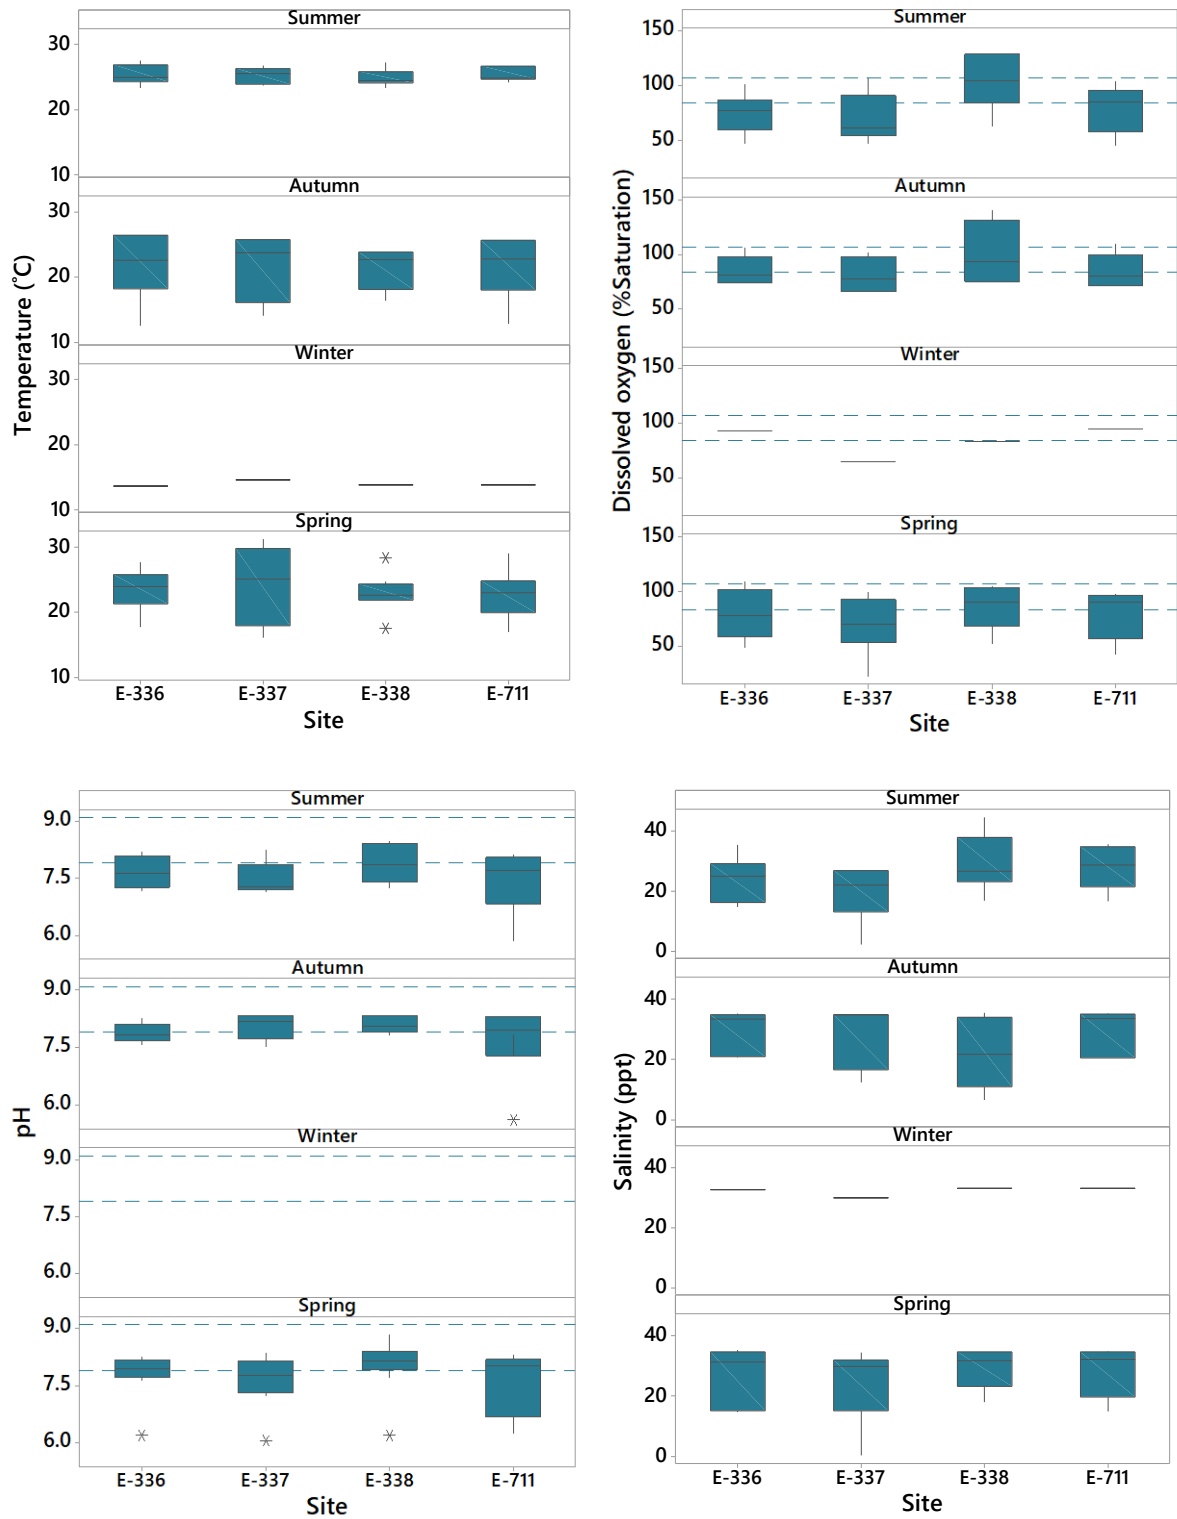 Summer
30
20
10
Autumn
30
20
10
Winter
30
20
10
Spring
30
20
10
Temperature (˚C)
E-336 E-337 E-338 E-711
Site
Summer
150
100
50
Autumn
150
100
50
Winter
150
100
50
Spring
150
100
50
Dissolved oxygen (%Saturation)
E-336 E-337 E-338 E-711
Site
Summer
9.0
7.5
6.0
Autumn
9.0
7.5
6.0
Winter
9.0
7.5
6.0
Spring
9.0
7.5
6.0
pH
E-336 E-337 E-338 E-711
Site
Summer
40
20
0
Autumn
40
20
0
Winter
40
20
0
Spring
40
20
0
Salinity (ppt)
E-336 E-337 E-338 E-711
Site